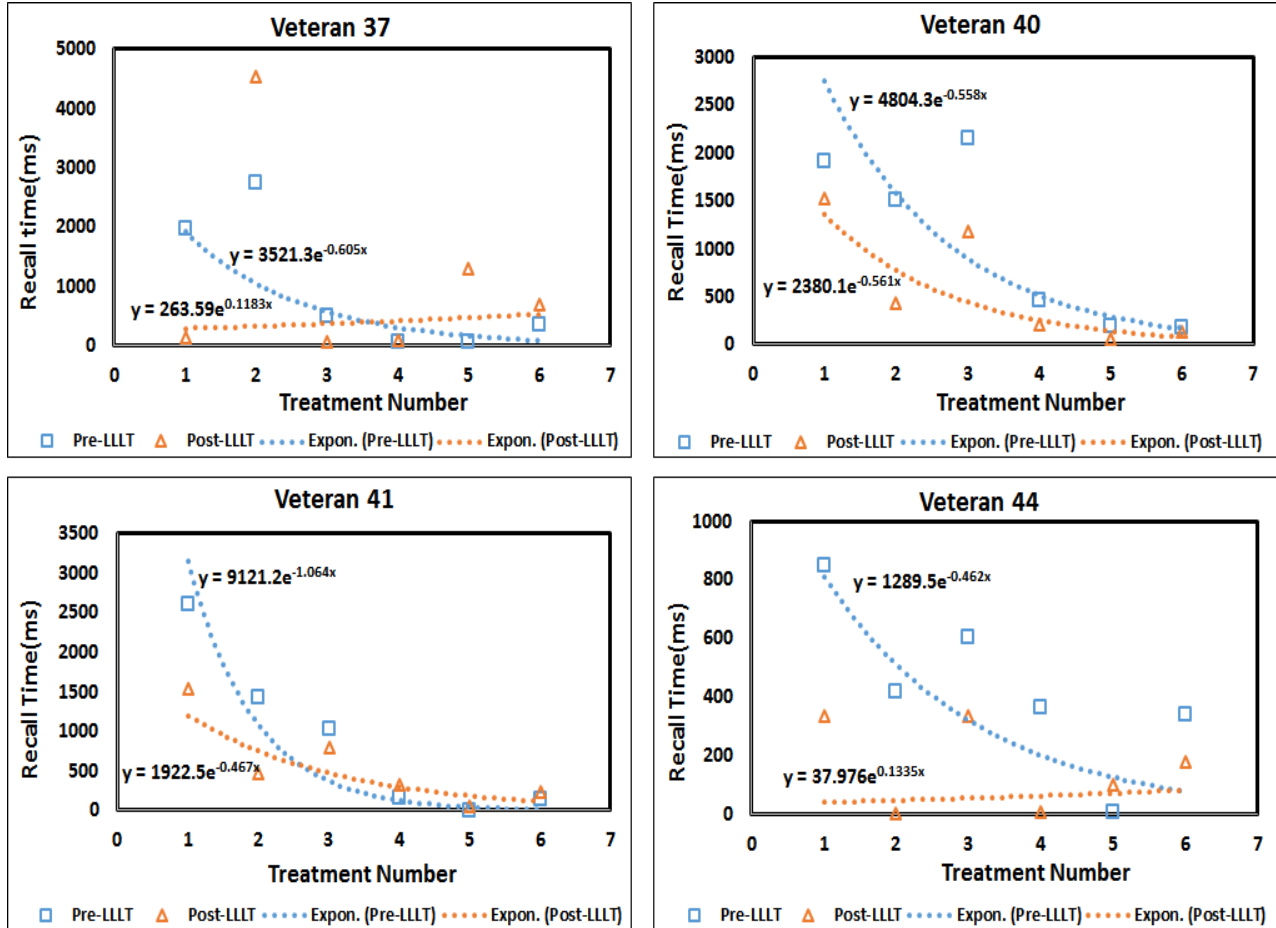 Veteran 37
5000
4000
3000
2000
1000
0
Recall time(ms)
y = 3521.3e^-0.605x
y = 263.59e^0.1183x
0 1 2 3 4 5 6 7
Treatment Number
Pre-LLLT Post-LLLT Expon. (Pre-LLLT) Expon. (Post-LLLT)
Veteran 40
3000
2500
2000
1500
1000
500
0
Recall Time(ms)
y = 4804.3e^-0.558x
y = 2380.1e^-0.561x
0 1 2 3 4 5 6 7
Treatment Number
Pre-LLLT Post-LLLT Expon. (Pre-LLLT) Expon. (Post-LLLT)
Veteran 41
3500
3000
2500
2000
1500
1000
500
0
Recall Time(ms)
y = 9121.2e^-1.064x
y = 1922.5e^-0.467x
0 1 2 3 4 5 6 7
Treatment Number
Pre-LLLT Post-LLLT Expon. (Pre-LLLT) Expon. (Post-LLLT)
Veteran 44
1000
800
600
400
200
0
Recall Time(ms)
y = 1289.5e^-0.462x
y = 37.976e^0.1335x
0 1 2 3 4 5 6 7
Treatment Number
Pre-LLLT Post-LLLT Expon. (Pre-LLLT) Expon. (Post-LLLT)